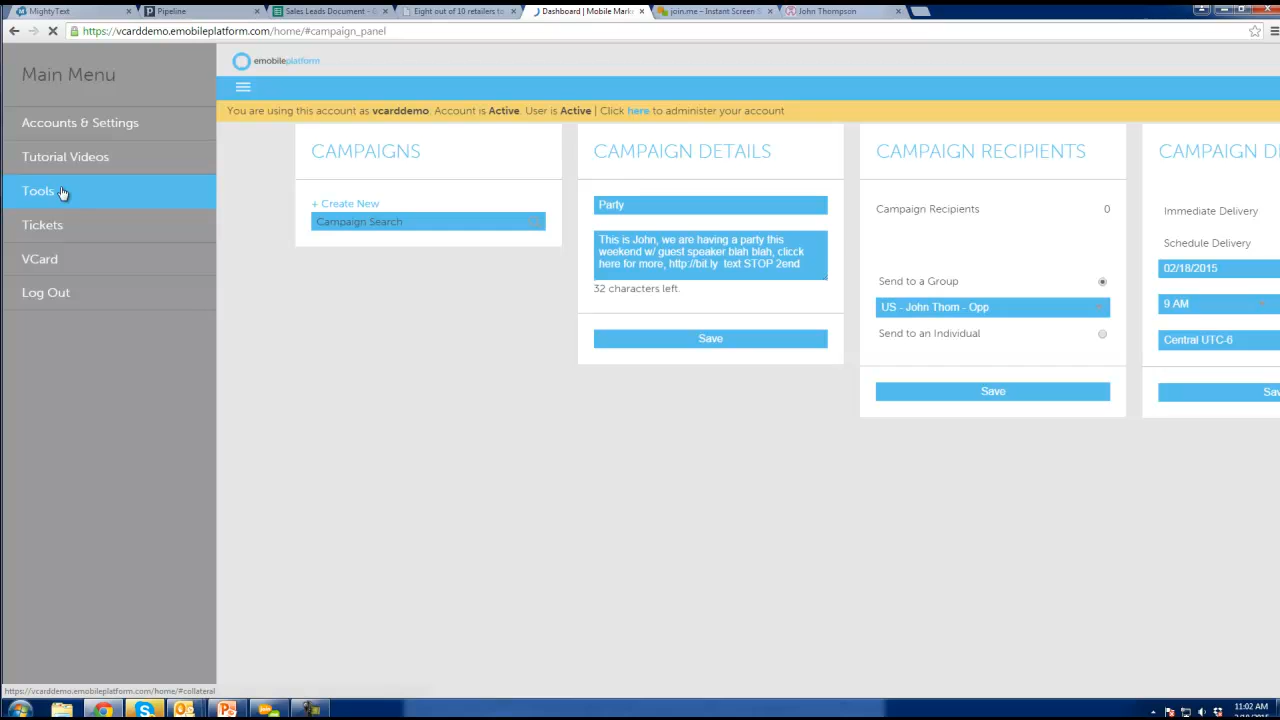 MightyText
Pipeline
Sales Leads Document - G
Eight out of 10 retailers to
Dashboard | Mobile Marke
join.me – Instant Screen S
John Thompson
https://vcarddemo.emobileplatform.com/home/#campaign_panel
Main Menu
emobileplatform
Accounts & Settings
Tutorial Videos
Tools
Tickets
VCard
Log Out
You are using this account as vcarddemo. Account is Active. User is Active | Click here to administer your account
CAMPAIGNS
+ Create New
Campaign Search
CAMPAIGN DETAILS
Party
This is John, we are having a party this
weekend w/ guest speaker blah blah, clicck
here for more, http://bit.ly text STOP 2end
32 characters left.
Save
CAMPAIGN RECIPIENTS
Campaign Recipients 0
Send to a Group
US - John Thom - Opp
Send to an Individual
Save
CAMPAIGN D
Immediate Delivery
Schedule Delivery
02/18/2015
9 AM
Central UTC-6
Sav
https://vcarddemo.emobileplatform.com/home/#collateral
11:02 AM